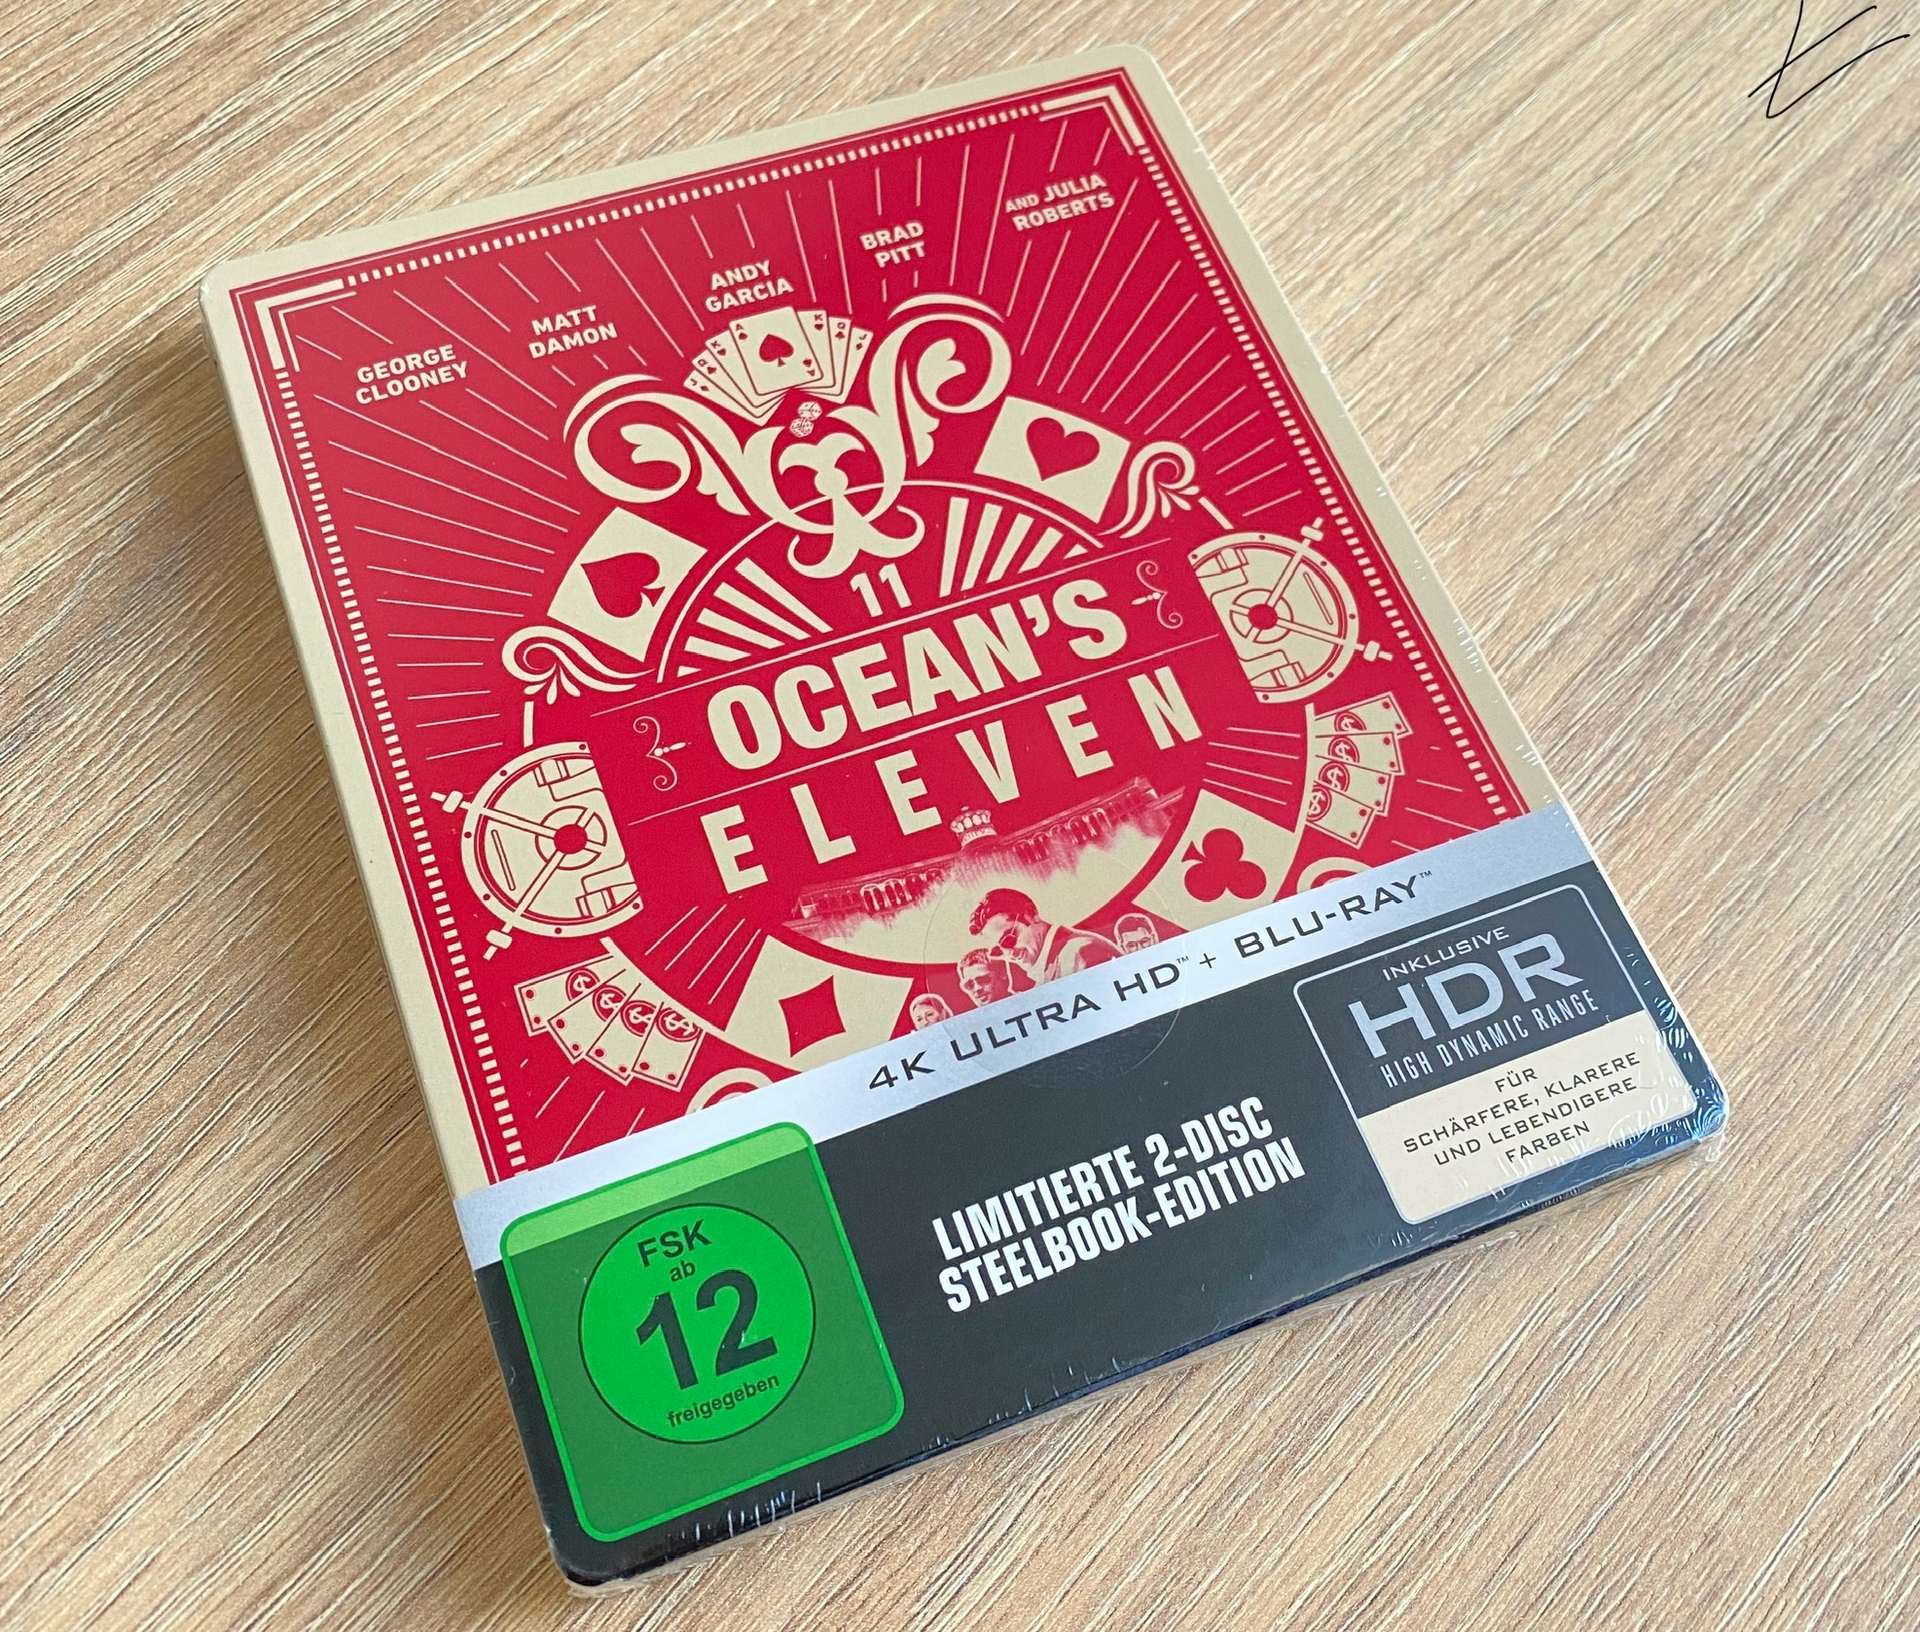 GEORGE
CLOONEY
MATT
DAMON
ANDY
GARCIA
BRAD
PITT
AND JULIA
ROBERTS
11
OCEAN'S
ELEVEN
4K ULTRA HD™ + BLU-RAY™
INKLUSIVE
HDR
HIGH DYNAMIC RANGE
FÜR
SCHÄRFERE, KLARERE
UND LEBENDIGERE
FARBEN
LIMITIERTE 2-DISC
STEELBOOK-EDITION
FSK
ab
12
freigegeben